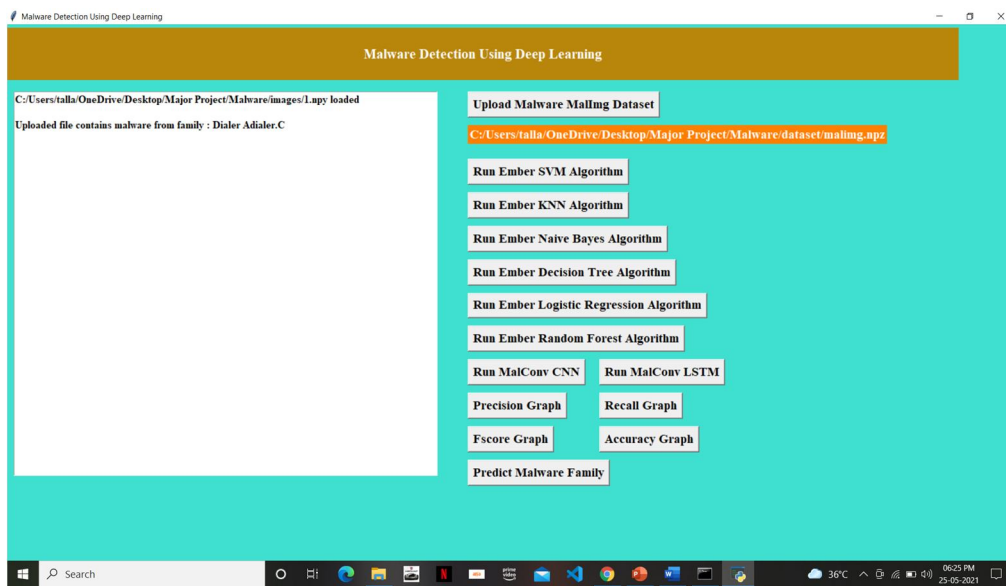 Malware Detection Using Deep Learning
Malware Detection Using Deep Learning
C:/Users/talla/OneDrive/Desktop/Major Project/Malware/images/1.npy loaded
Uploaded file contains malware from family : Dialer Adialer.C
Upload Malware MalImg Dataset
C:/Users/talla/OneDrive/Desktop/Major Project/Malware/dataset/malimg.npz
Run Ember SVM Algorithm
Run Ember KNN Algorithm
Run Ember Naive Bayes Algorithm
Run Ember Decision Tree Algorithm
Run Ember Logistic Regression Algorithm
Run Ember Random Forest Algorithm
Run MalConv CNN Run MalConv LSTM
Precision Graph Recall Graph
Fscore Graph Accuracy Graph
Predict Malware Family
Search
prime video
36°C
06:25 PM
25-05-2021